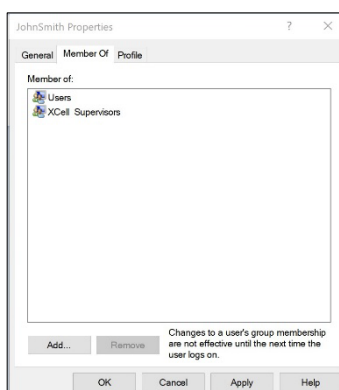 JohnSmith Properties ? ×
General Member Of Profile
Member of:
Users
XCell Supervisors
Add... Remove
Changes to a user's group membership
are not effective until the next time the
user logs on.
OK Cancel Apply Help